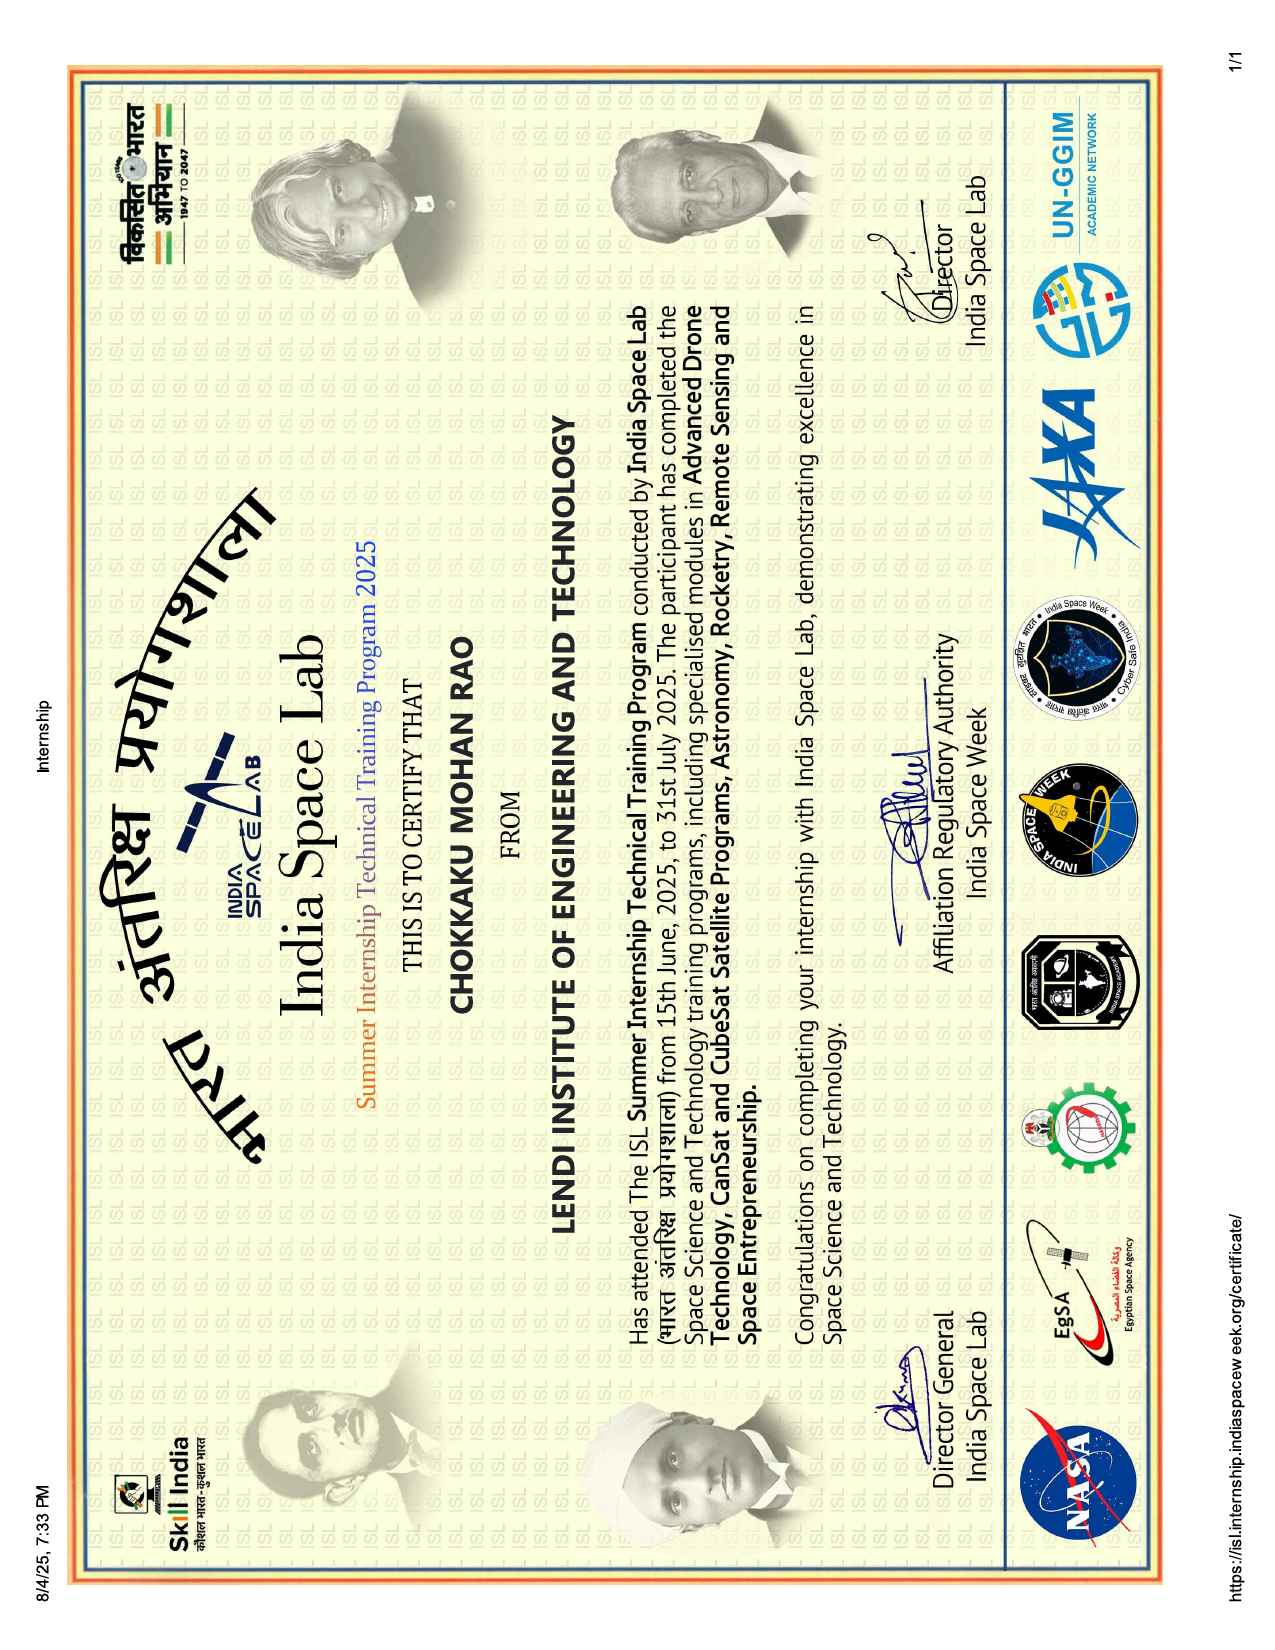 8/4/25, 7:33 PM
Internship
Skill India
कौशल भारत - कुशल भारत
विकसित भारत
अभियान
1947 TO 2047
भारत अंतरिक्ष प्रयोगशाला
INDIA
SPACE LAB
India Space Lab
Summer Internship Technical Training Program 2025
THIS IS TO CERTIFY THAT
CHOKKAKU MOHAN RAO
FROM
LENDI INSTITUTE OF ENGINEERING AND TECHNOLOGY
Has attended The ISL Summer Internship Technical Training Program conducted by India Space Lab
(भारत अंतरिक्ष प्रयोगशाला) from 15th June, 2025, to 31st July 2025. The participant has completed the
Space Science and Technology training programs, including specialised modules in Advanced Drone
Technology, CanSat and CubeSat Satellite Programs, Astronomy, Rocketry, Remote Sensing and
Space Entrepreneurship.
Congratulations on completing your internship with India Space Lab, demonstrating excellence in
Space Science and Technology.
Director General
India Space Lab
Affiliation Regulatory Authority
India Space Week
Director
India Space Lab
NASA
EgSA
وكالة الفضاء المصرية
Egyptian Space Agency
INDIA SPACE ACADEMY
INDIA SPACE WEEK
India Space Week
Cyber Safe India
JAXA
UN-GGIM
ACADEMIC NETWORK
https://isl.internship.indiaspacew eek.org/certificate/
1/1